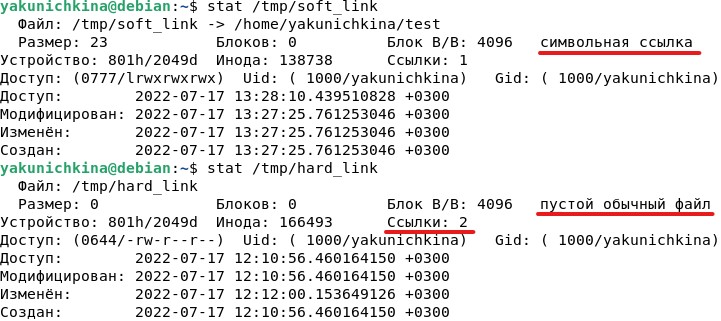 yakunichkina@debian:~$ stat /tmp/soft_link
Файл: /tmp/soft_link -> /home/yakunichkina/test
Размер: 23 Блоков: 0 Блок В/В: 4096 символьная ссылка
Устройство: 801h/2049d Инода: 138738 Ссылки: 1
Доступ: (0777/lrwxrwxrwx) Uid: ( 1000/yakunichkina) Gid: ( 1000/yakunichkina)
Доступ: 2022-07-17 13:28:10.439510828 +0300
Модифицирован: 2022-07-17 13:27:25.761253046 +0300
Изменён: 2022-07-17 13:27:25.761253046 +0300
Создан: 2022-07-17 13:27:25.761253046 +0300
yakunichkina@debian:~$ stat /tmp/hard_link
Файл: /tmp/hard_link
Размер: 0 Блоков: 0 Блок В/В: 4096 пустой обычный файл
Устройство: 801h/2049d Инода: 166493 Ссылки: 2
Доступ: (0644/-rw-r--r--) Uid: ( 1000/yakunichkina) Gid: ( 1000/yakunichkina)
Доступ: 2022-07-17 12:10:56.460164150 +0300
Модифицирован: 2022-07-17 12:10:56.460164150 +0300
Изменён: 2022-07-17 12:12:00.153649126 +0300
Создан: 2022-07-17 12:10:56.460164150 +0300